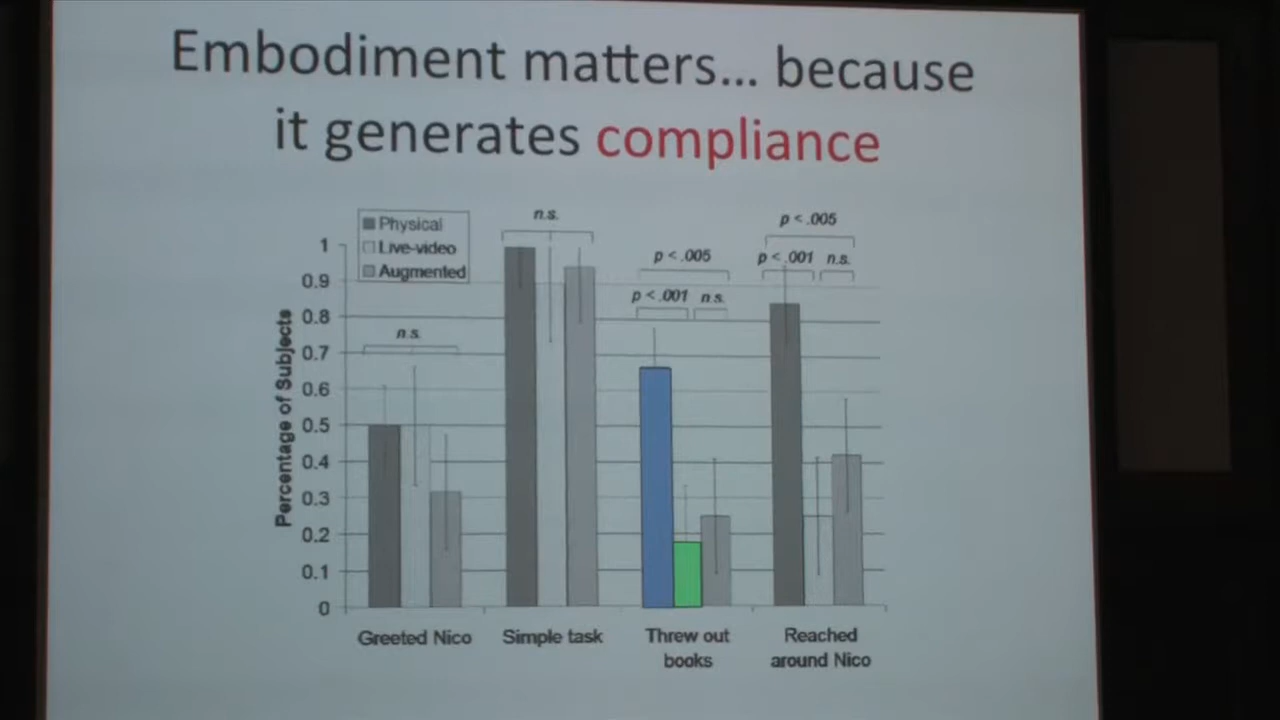 Embodiment matters... because
it generates compliance
Physical
Live-video
Augmented
n.s.
p < .005
p < .005
p < .001
n.s.
p < .001
n.s.
n.s.
1
0.9
0.8
0.7
0.6
0.5
0.4
0.3
0.2
0.1
0
Percentage of Subjects
Greeted Nico
Simple task
Threw out
books
Reached
around Nico